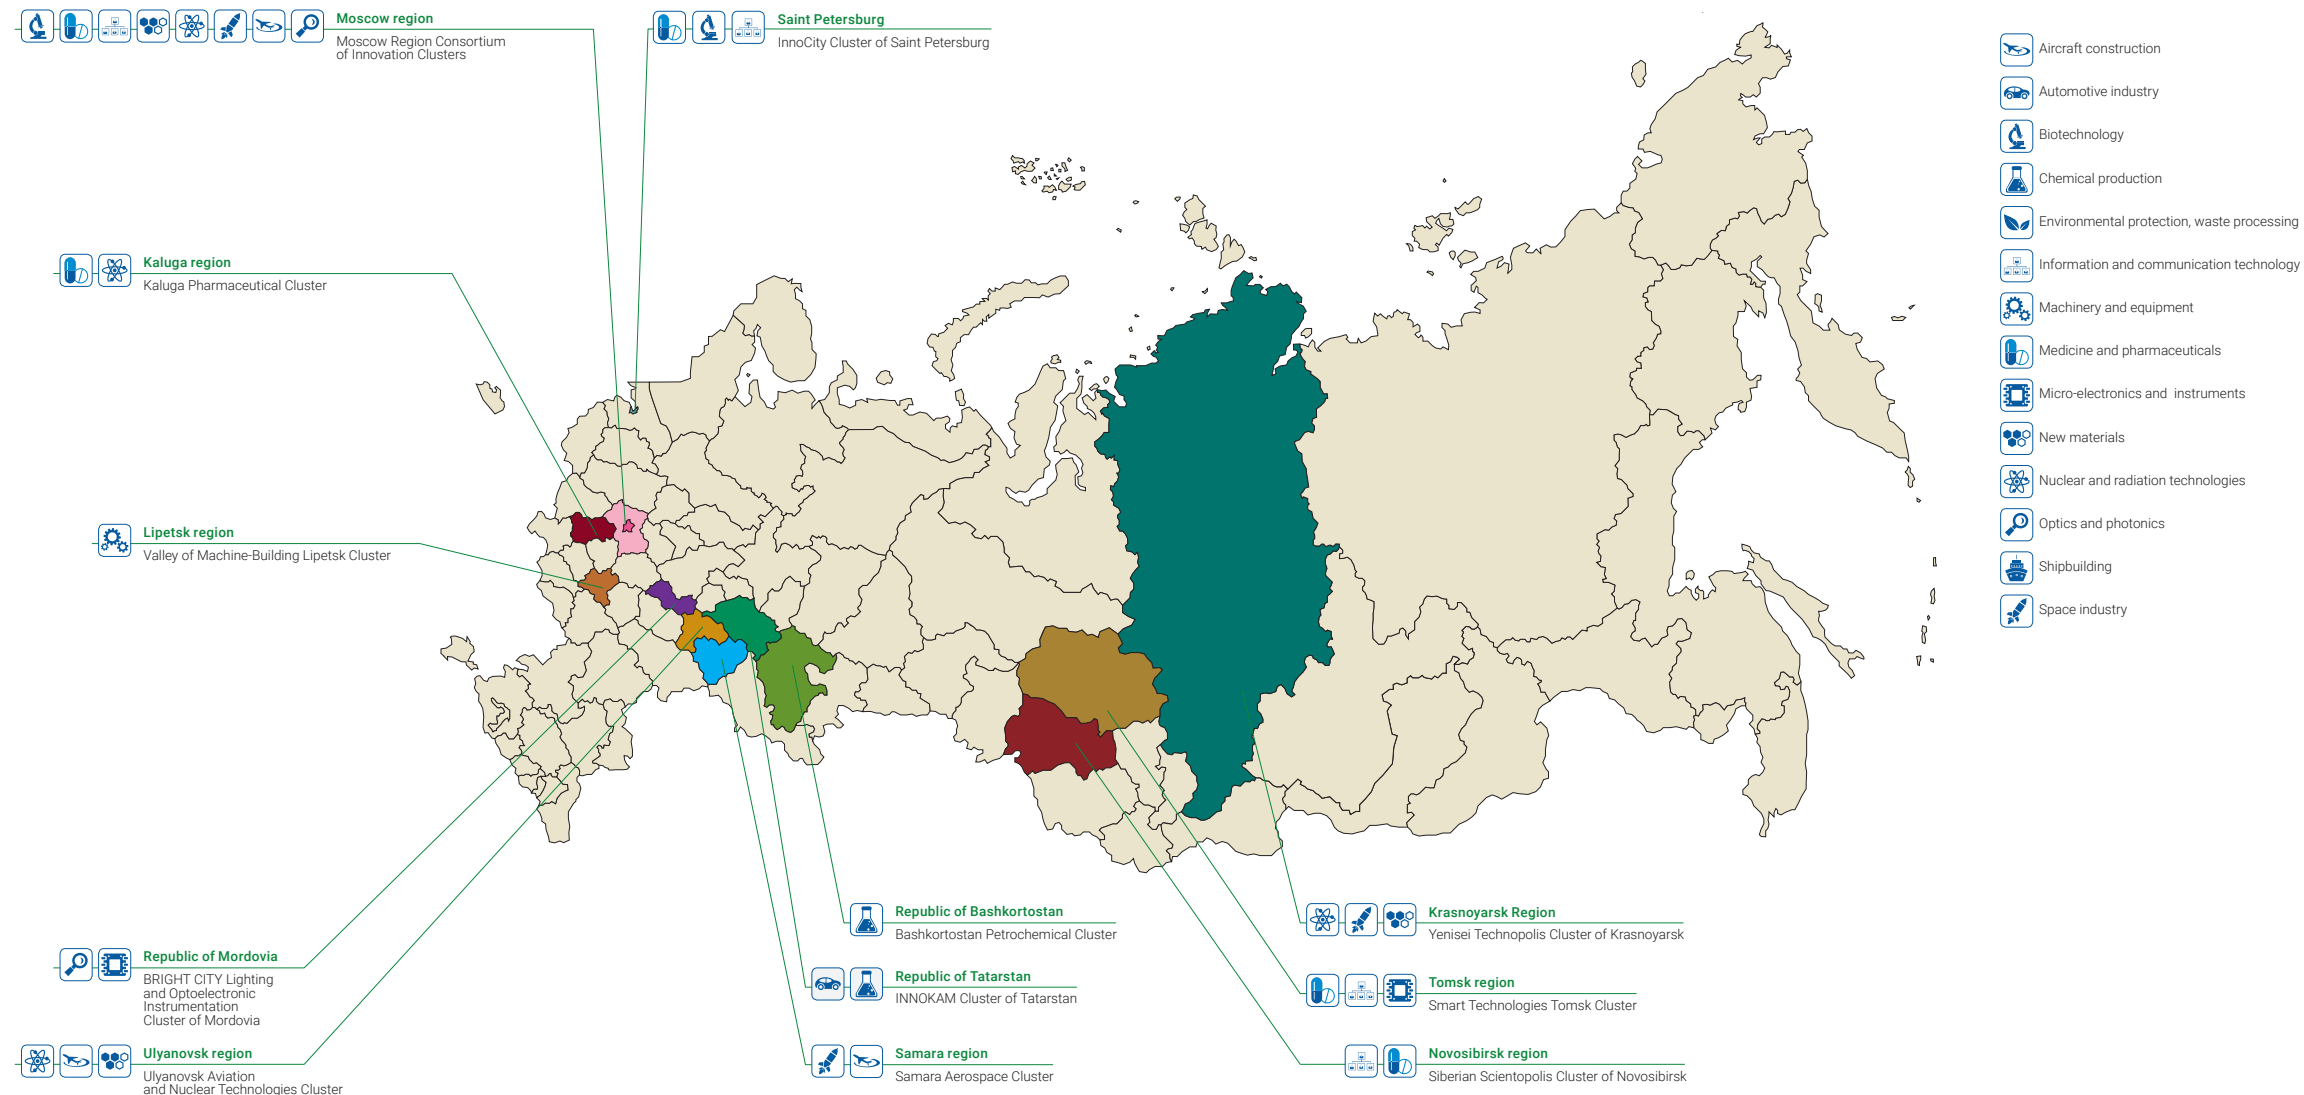 Moscow region
Moscow Region Consortium
of Innovation Clusters
Saint Petersburg
InnoCity Cluster of Saint Petersburg
Kaluga region
Kaluga Pharmaceutical Cluster
Lipetsk region
Valley of Machine-Building Lipetsk Cluster
Republic of Mordovia
BRIGHT CITY Lighting
and Optoelectronic
Instrumentation
Cluster of Mordovia
Ulyanovsk region
Ulyanovsk Aviation
and Nuclear Technologies Cluster
Republic of Bashkortostan
Bashkortostan Petrochemical Cluster
Republic of Tatarstan
INNOKAM Cluster of Tatarstan
Samara region
Samara Aerospace Cluster
Krasnoyarsk Region
Yenisei Technopolis Cluster of Krasnoyarsk
Tomsk region
Smart Technologies Tomsk Cluster
Novosibirsk region
Siberian Scientopolis Cluster of Novosibirsk
Aircraft construction
Automotive industry
Biotechnology
Chemical production
Environmental protection, waste processing
Information and communication technology
Machinery and equipment
Medicine and pharmaceuticals
Micro-electronics and instruments
New materials
Nuclear and radiation technologies
Optics and photonics
Shipbuilding
Space industry